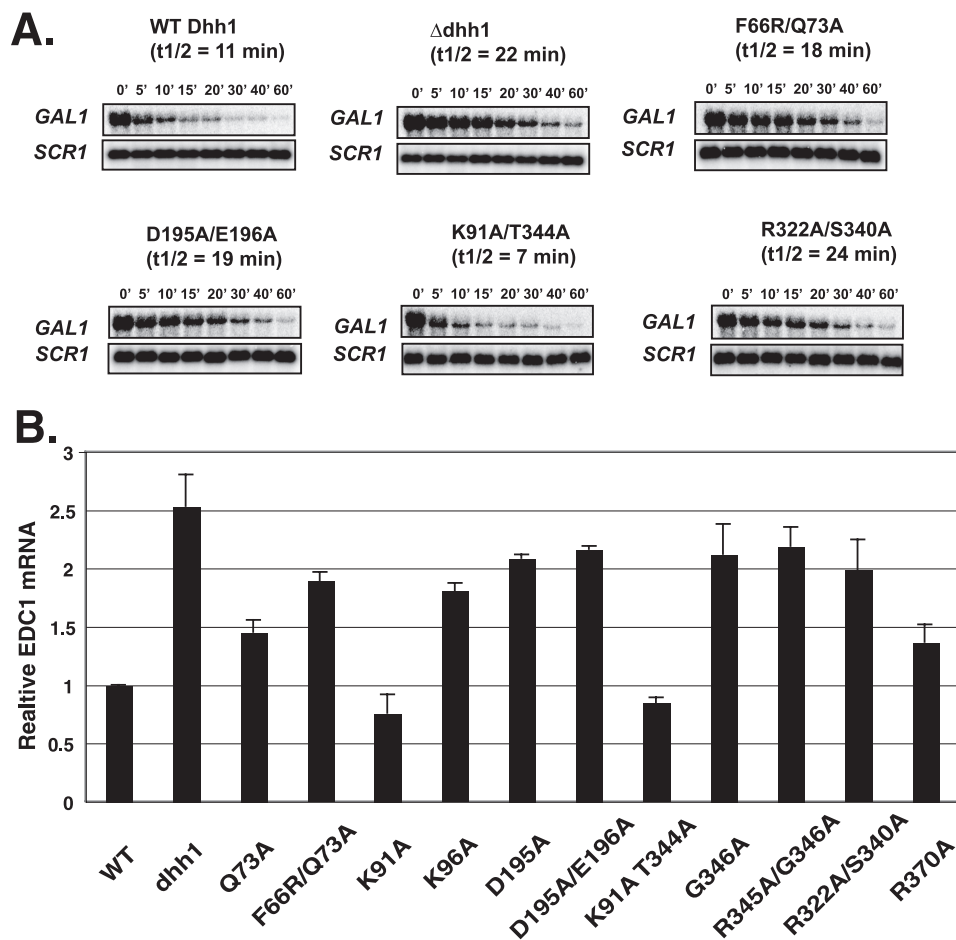 A.
WT Dhh1
(t1/2 = 11 min)
Δdhh1
(t1/2 = 22 min)
F66R/Q73A
(t1/2 = 18 min)
0' 5' 10' 15' 20' 30' 40' 60'
0' 5' 10' 15' 20' 30' 40' 60'
0' 5' 10' 15' 20' 30' 40' 60'
GAL1
GAL1
GAL1
SCR1
SCR1
SCR1
D195A/E196A
(t1/2 = 19 min)
K91A/T344A
(t1/2 = 7 min)
R322A/S340A
(t1/2 = 24 min)
0' 5' 10' 15' 20' 30' 40' 60'
0' 5' 10' 15' 20' 30' 40' 60'
0' 5' 10' 15' 20' 30' 40' 60'
GAL1
GAL1
GAL1
SCR1
SCR1
SCR1
B.
Realtive EDC1 mRNA
3
2.5
2
1.5
1
0.5
0
WT
dhh1
Q73A
F66R/Q73A
K91A
K96A
D195A
D195A/E196A
K91A T344A
G346A
R345A/G346A
R322A/S340A
R370A